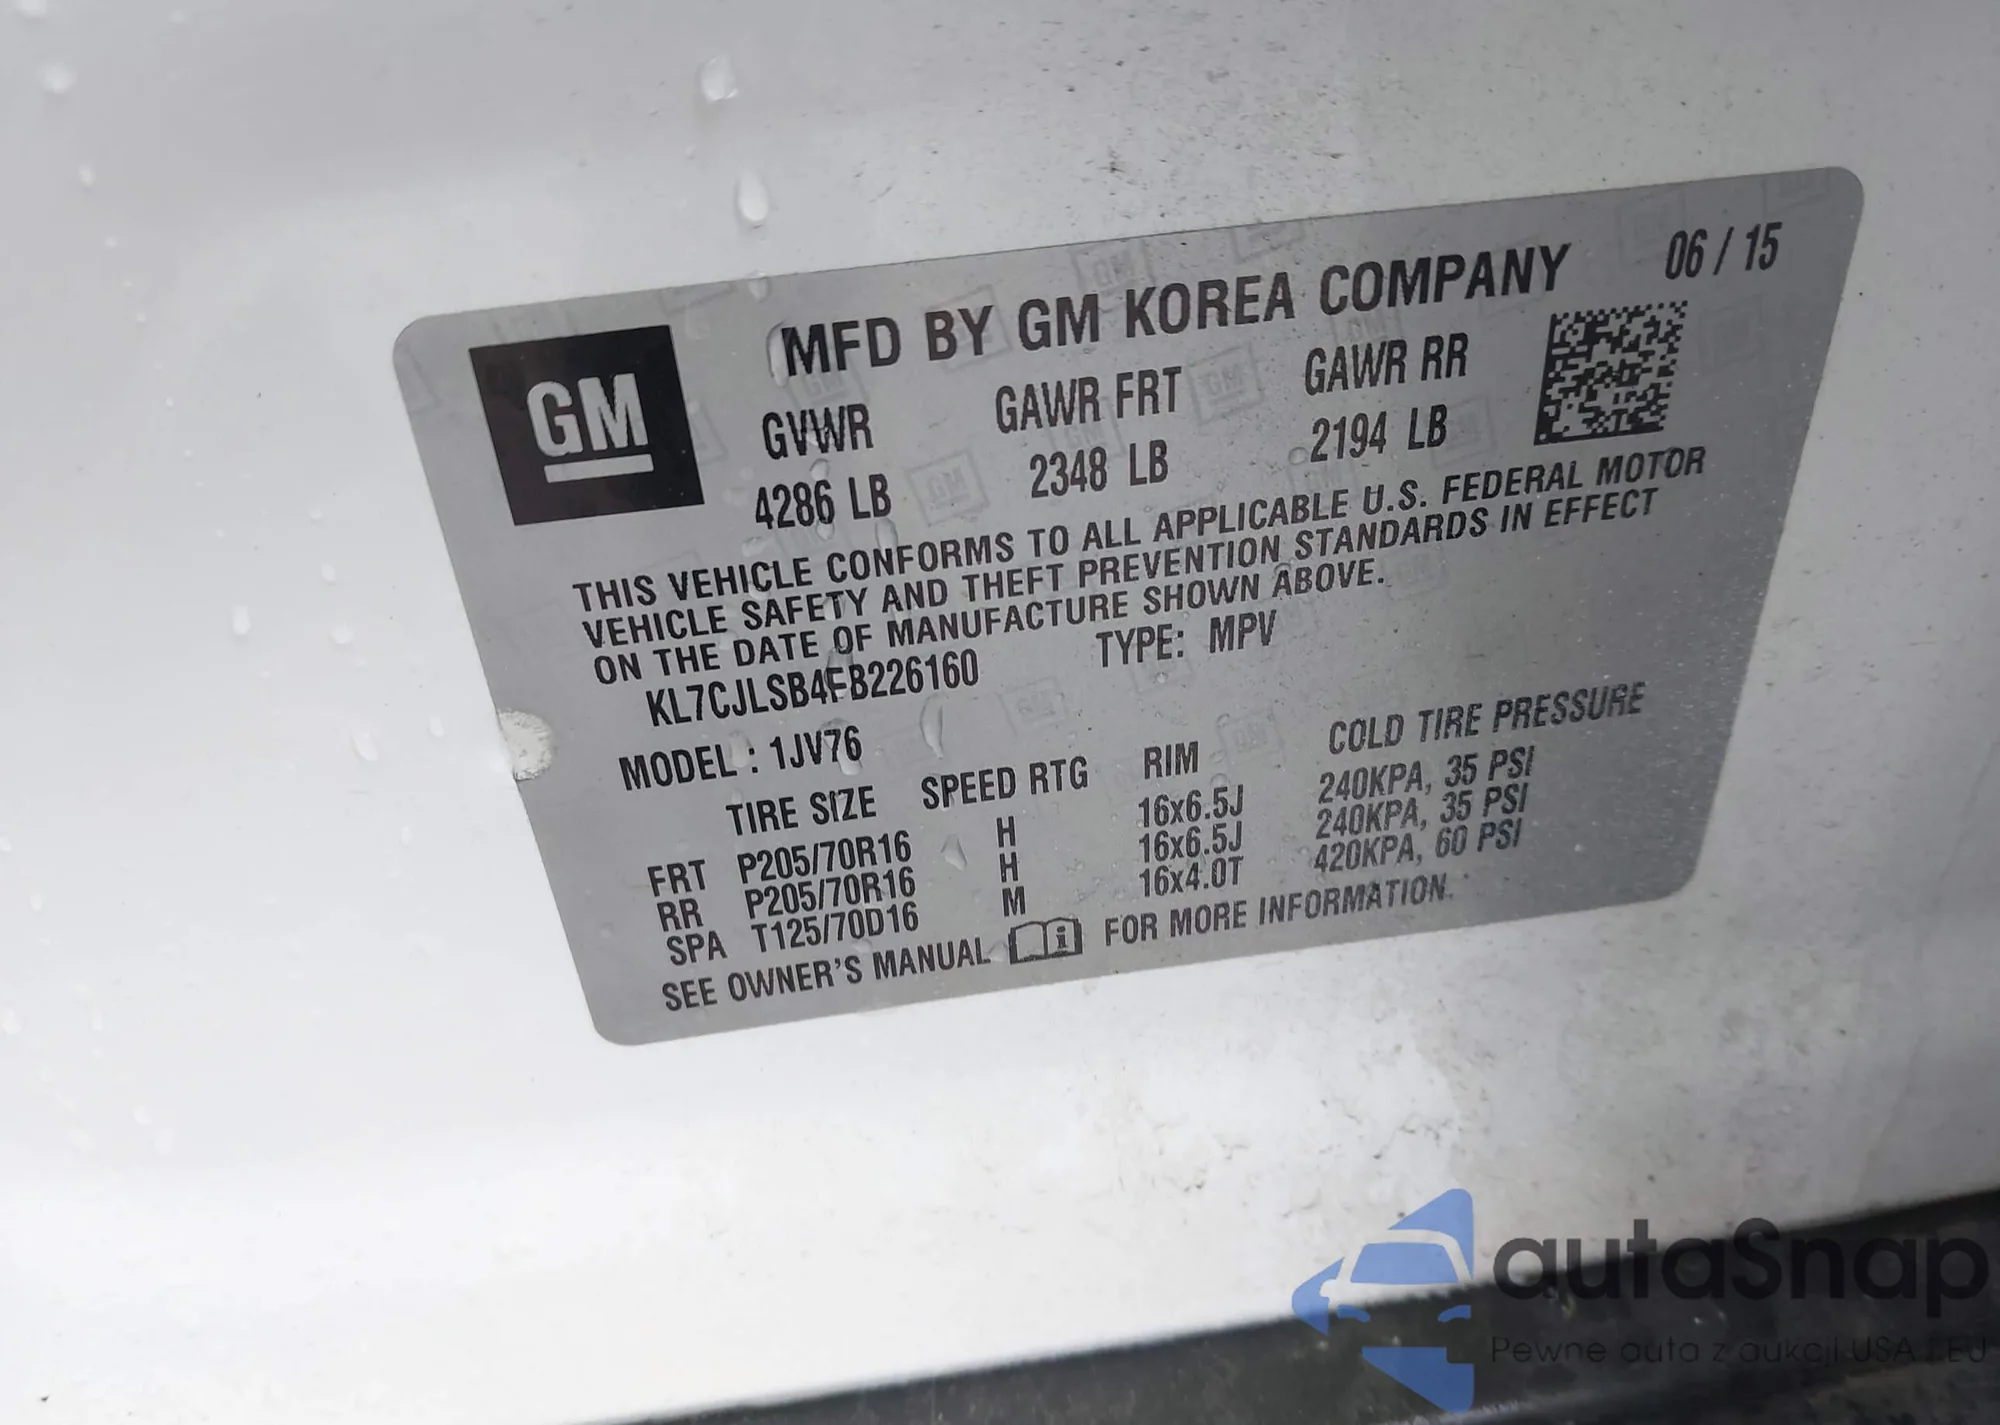 MFD BY GM KOREA COMPANY 06 / 15
GM
GVWR GAWR FRT GAWR RR
4286 LB 2348 LB 2194 LB
THIS VEHICLE CONFORMS TO ALL APPLICABLE U.S. FEDERAL MOTOR
VEHICLE SAFETY AND THEFT PREVENTION STANDARDS IN EFFECT
ON THE DATE OF MANUFACTURE SHOWN ABOVE.
KL7CJLSB4FB226160 TYPE: MPV
MODEL : 1JV76
TIRE SIZE SPEED RTG RIM COLD TIRE PRESSURE
FRT P205/70R16 H 16x6.5J 240KPA, 35 PSI
RR P205/70R16 H 16x6.5J 240KPA, 35 PSI
SPA T125/70D16 M 16x4.0T 420KPA, 60 PSI
SEE OWNER'S MANUAL FOR MORE INFORMATION.
autaSnap
Pewne auta z aukcji USA i EU